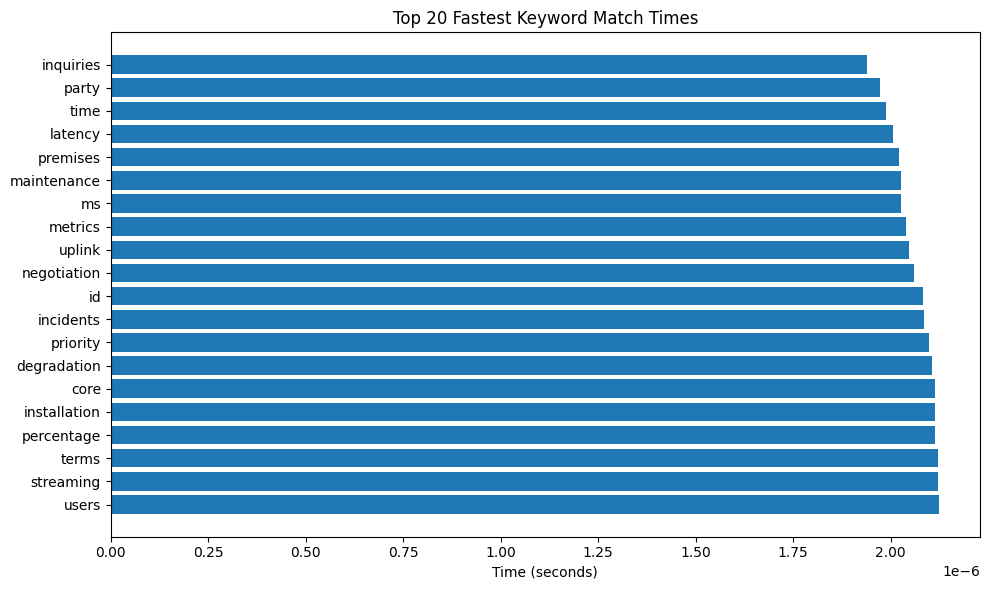 Top 20 Fastest Keyword Match Times
inquiries
party
time
latency
premises
maintenance
ms
metrics
uplink
negotiation
id
incidents
priority
degradation
core
installation
percentage
terms
streaming
users
0.00 0.25 0.50 0.75 1.00 1.25 1.50 1.75 2.00
1e−6
Time (seconds)